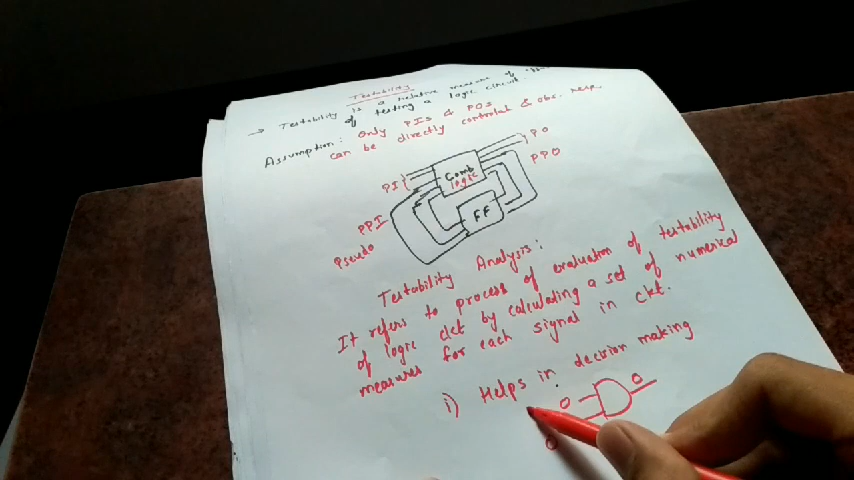 Testability
→ Testability is a relative measure of
of testing a logic circuit.
Assumption: Only PIs & POs
can be directly controlal & obs. resp.
PI
Comb
logic
PO
PPO
FF
PPI
Pseudo
Testability Analysis:
It refers to process of evaluation of testability
of logic ckt by calculating a set of numerical
measures for each signal in ckt.
i) Helps in decision making
0
0
0